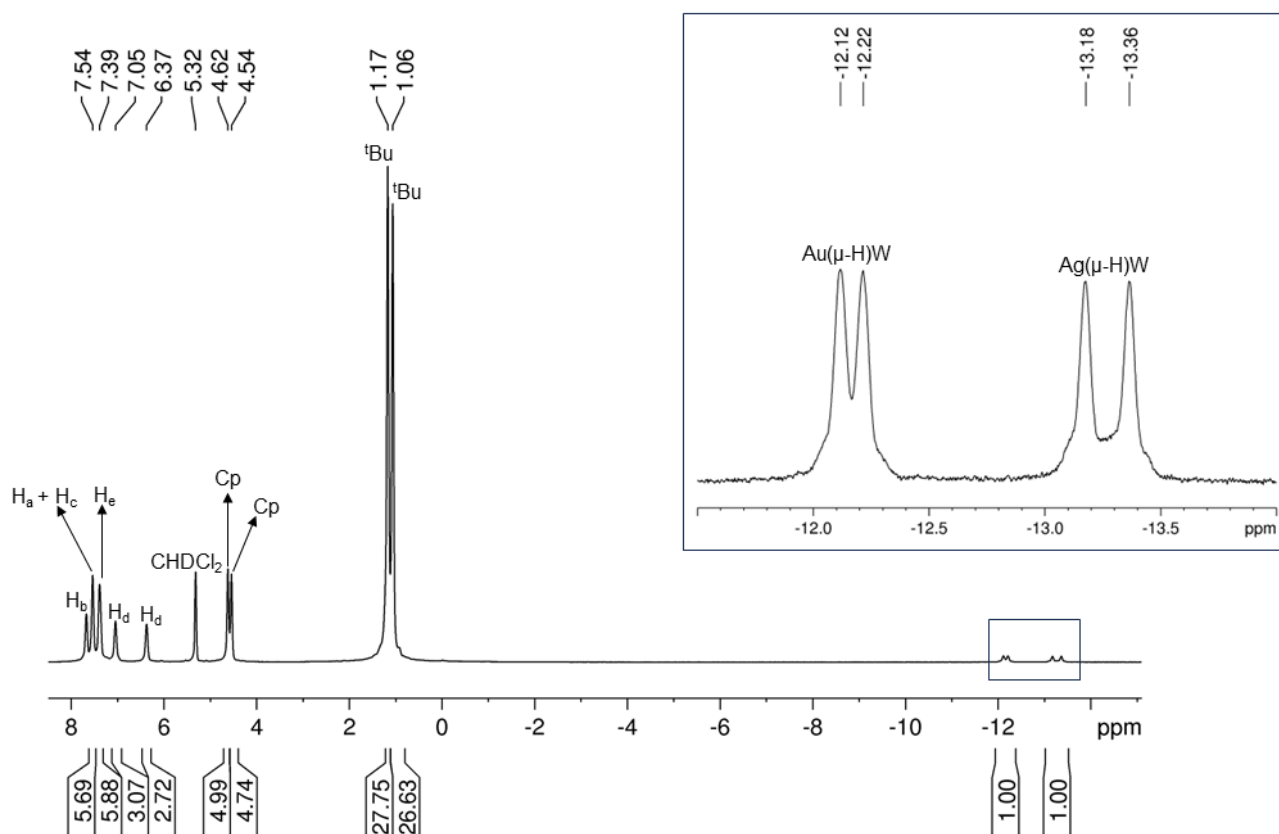 7.54
7.39
7.05
6.37
5.32
4.62
4.54
1.17
1.06
-12.12
-12.22
-13.18
-13.36
ᵗBu
ᵗBu
Au(μ-H)W
Ag(μ-H)W
-12.0
-12.5
-13.0
-13.5
ppm
Hₐ + H꜀
Hₑ
Cp
Cp
CHDCl₂
H_b
H_d
H_d
8
6
4
2
0
-2
-4
-6
-8
-10
-12
ppm
5.69
5.88
3.07
2.72
4.99
4.74
27.75
26.63
1.00
1.00